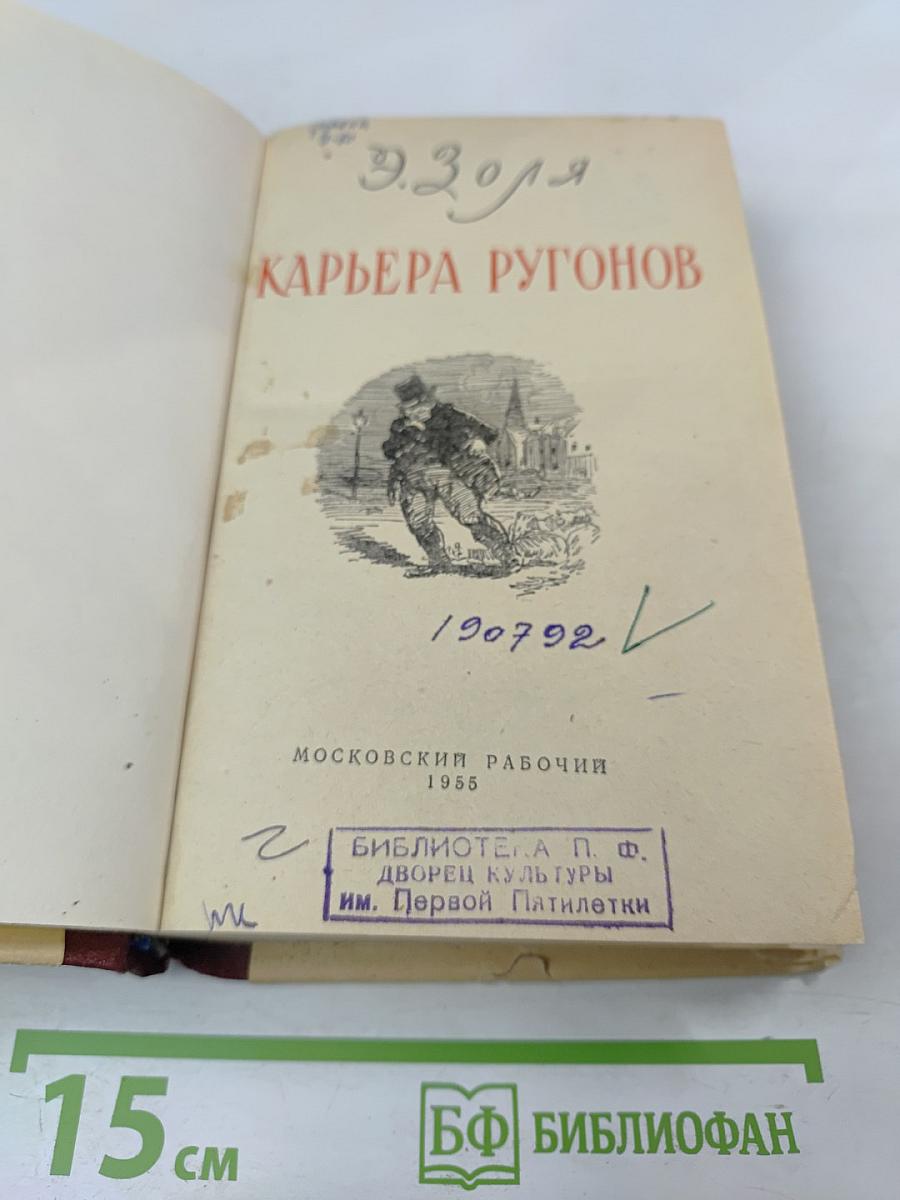 Э. Золя
КАРЬЕРА РУГОНОВ
190792
МОСКОВСКИЙ РАБОЧИЙ
1955
БИБЛИОТЕКА П. Ф.
ДВОРЕЦ КУЛЬТУРЫ
им. Первой Пятилетки
15 см
БФ БИБЛИОФАН